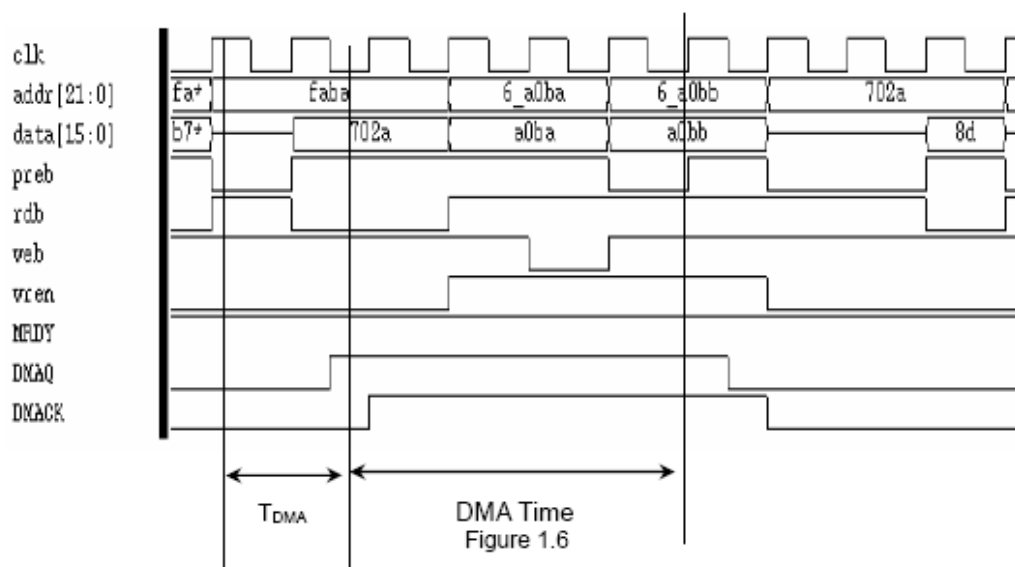 clk
addr[21:0] fa+ faba 6_a0ba 6_a0bb 702a
data[15:0] b7+ 702a a0ba a0bb 8d
preb
rdb
web
wren
MRDY
DMAQ
DMACK
TDMA DMA Time
Figure 1.6